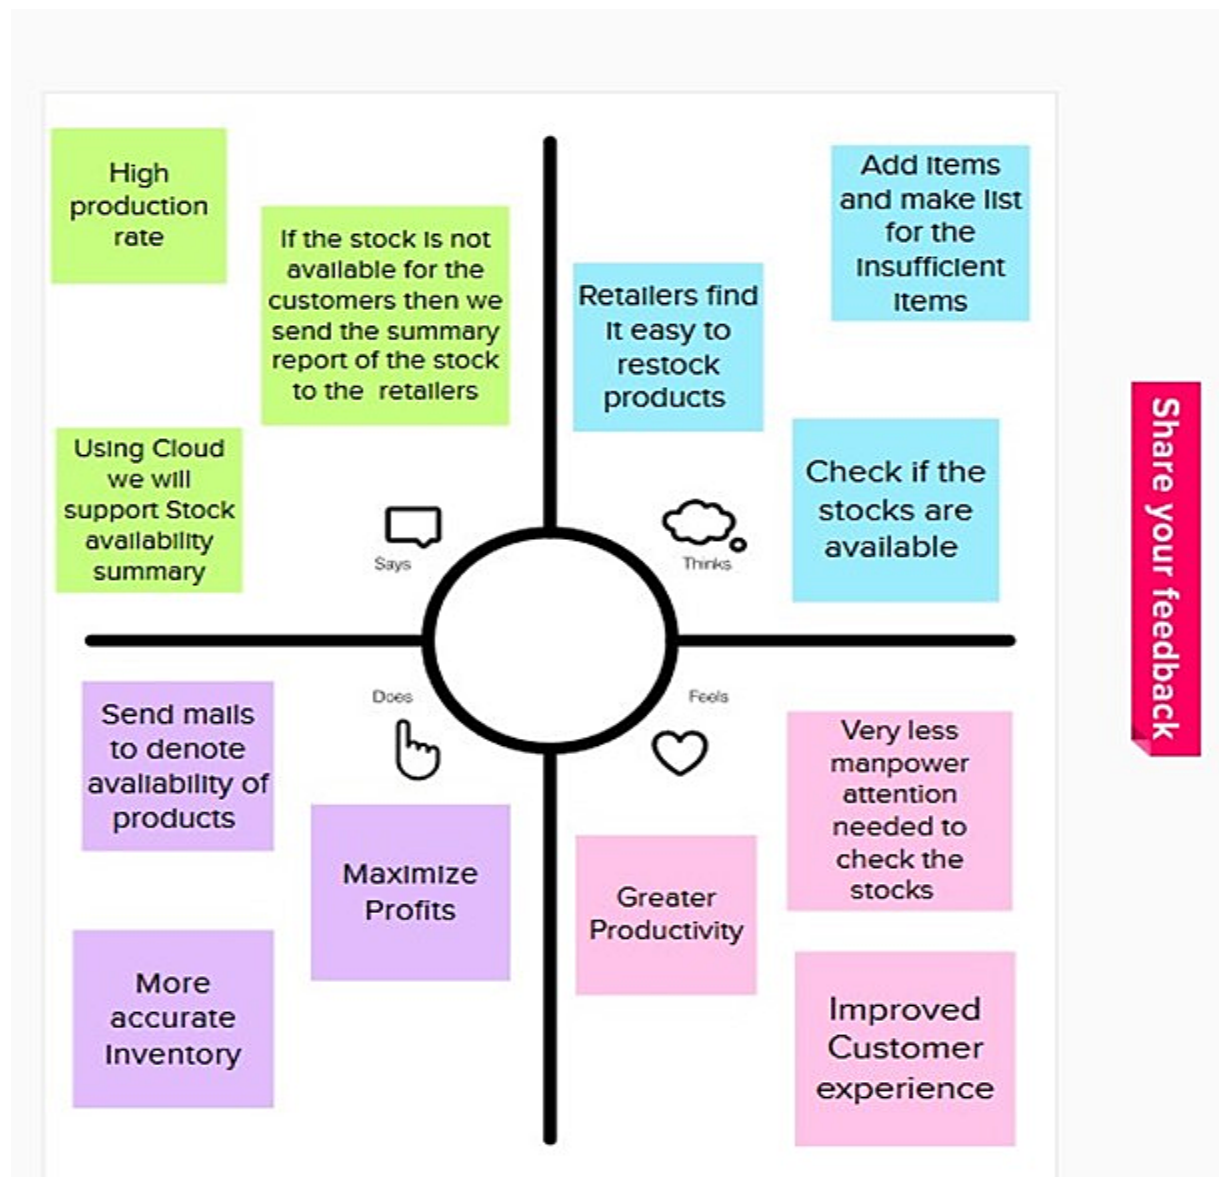 High
production
rate
If the stock is not
available for the
customers then we
send the summary
report of the stock
to the retailers
Using Cloud
we will
support Stock
availability
summary
Says
Retailers find
it easy to
restock
products
Add items
and make list
for the
insufficient
items
Check if the
stocks are
available
Thinks
Does
Send mails
to denote
availability of
products
Maximize
Profits
More
accurate
Inventory
Feels
Very less
manpower
attention
needed to
check the
stocks
Greater
Productivity
Improved
Customer
experience
Share your feedback